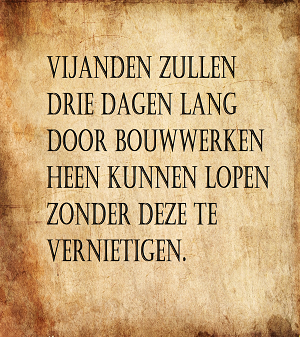 VIJANDEN ZULLEN
DRIE DAGEN LANG
DOOR BOUWWERKEN
HEEN KUNNEN LOPEN
ZONDER DEZE TE
VERNIETIGEN.